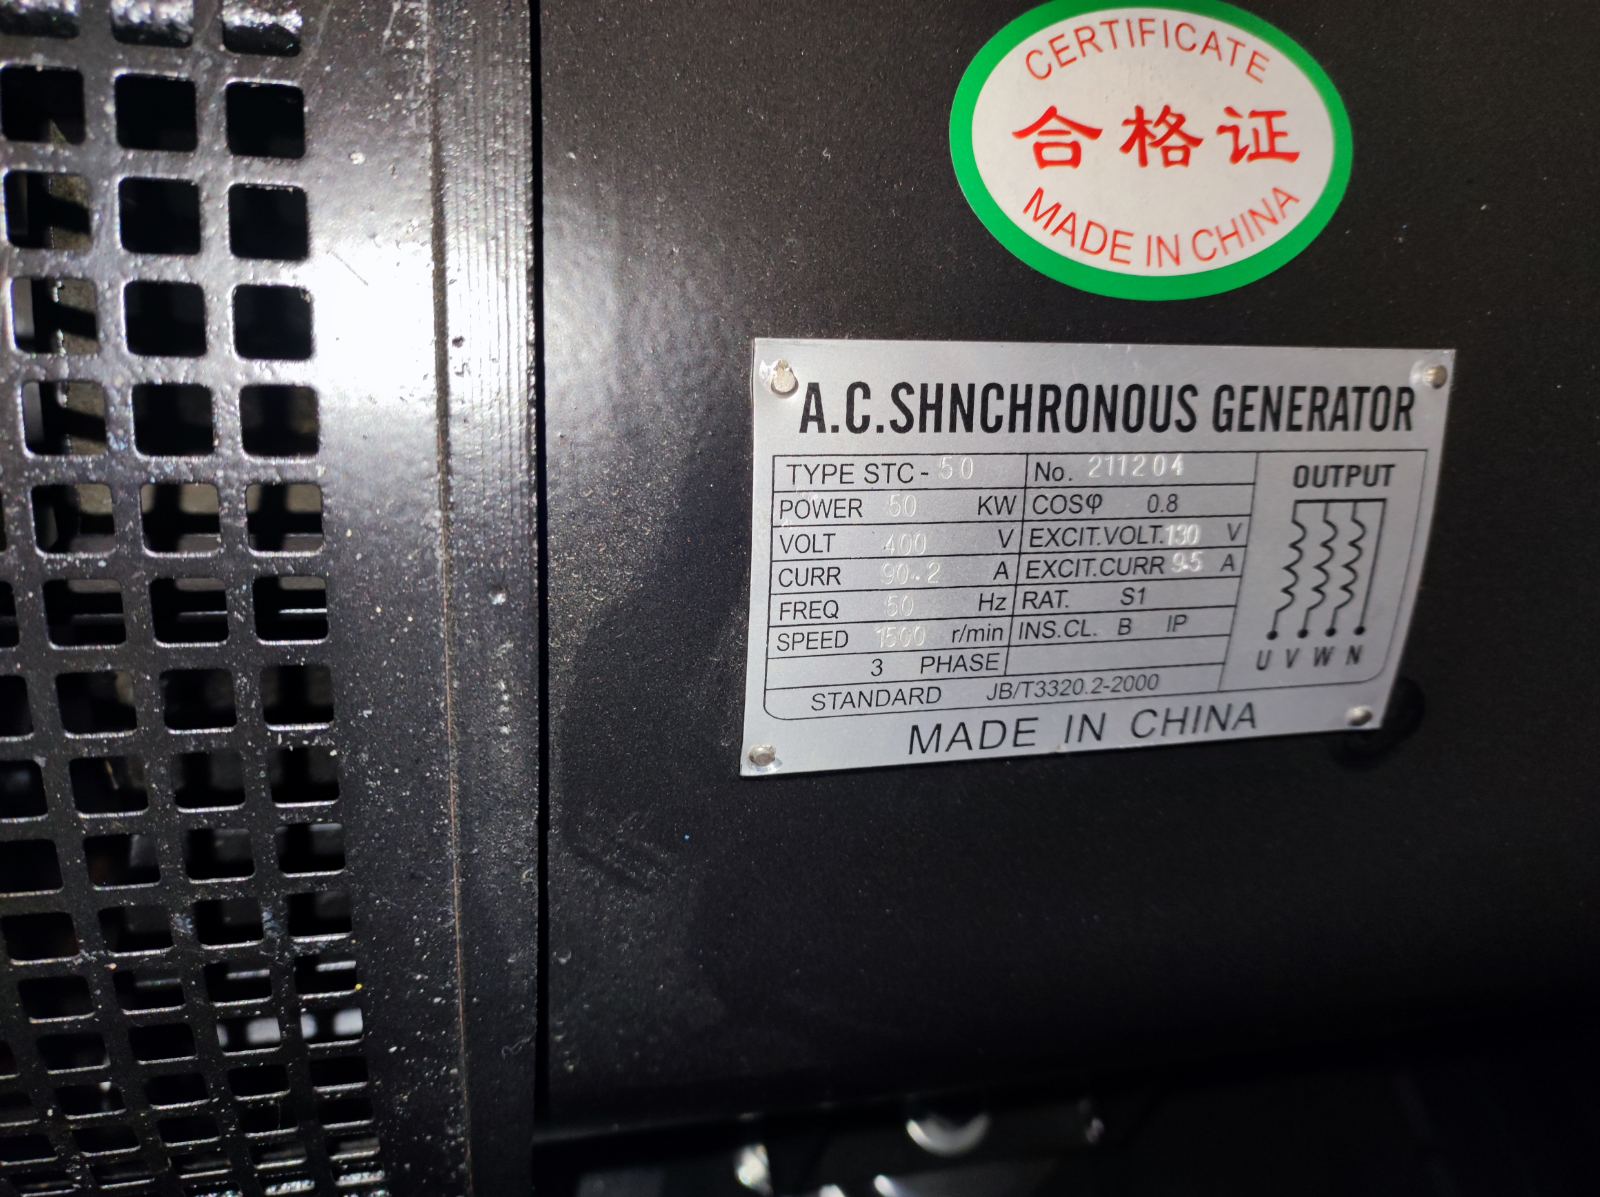 CERTIFICATE
合格证
MADE IN CHINA
A.C.SHNCHRONOUS GENERATOR
TYPE STC - 50 No. 211204
POWER 50 KW COSφ 0.8
VOLT 400 V EXCIT.VOLT. 130 V
CURR 90.2 A EXCIT.CURR 9.5 A
FREQ 50 Hz RAT. S1
SPEED 1500 r/min INS.CL. B IP
3 PHASE
STANDARD JB/T3320.2-2000
OUTPUT
U V W N
MADE IN CHINA